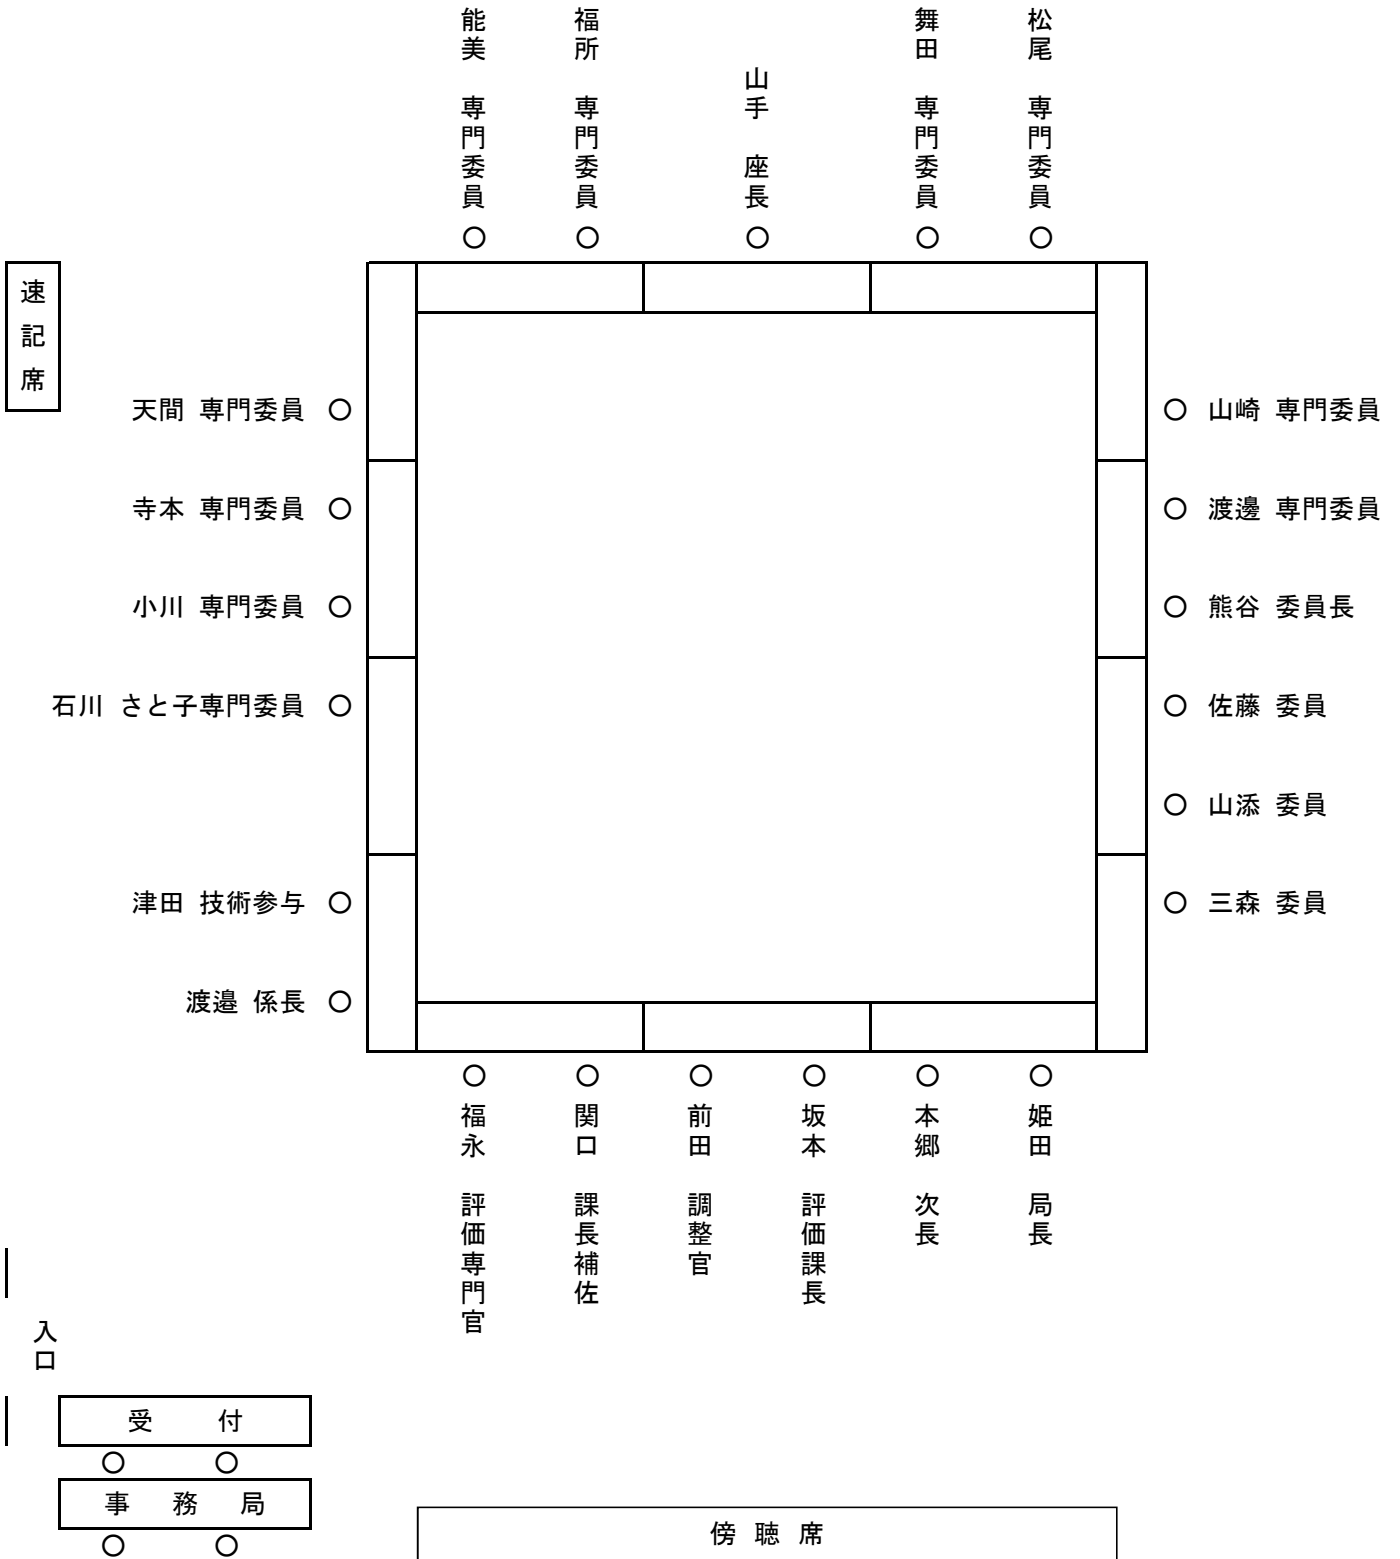 能美 専門委員
福所 専門委員
山手 座長
舞田 専門委員
松尾 専門委員
速記席
天間 専門委員
寺本 専門委員
小川 専門委員
石川 さと子専門委員
津田 技術参与
渡邉 係長
山崎 専門委員
渡邊 専門委員
熊谷 委員長
佐藤 委員
山添 委員
三森 委員
福永 評価専門官
関口 課長補佐
前田 調整官
坂本 評価課長
本郷 次長
姫田 局長
入口
受 付
事 務 局
傍 聴 席